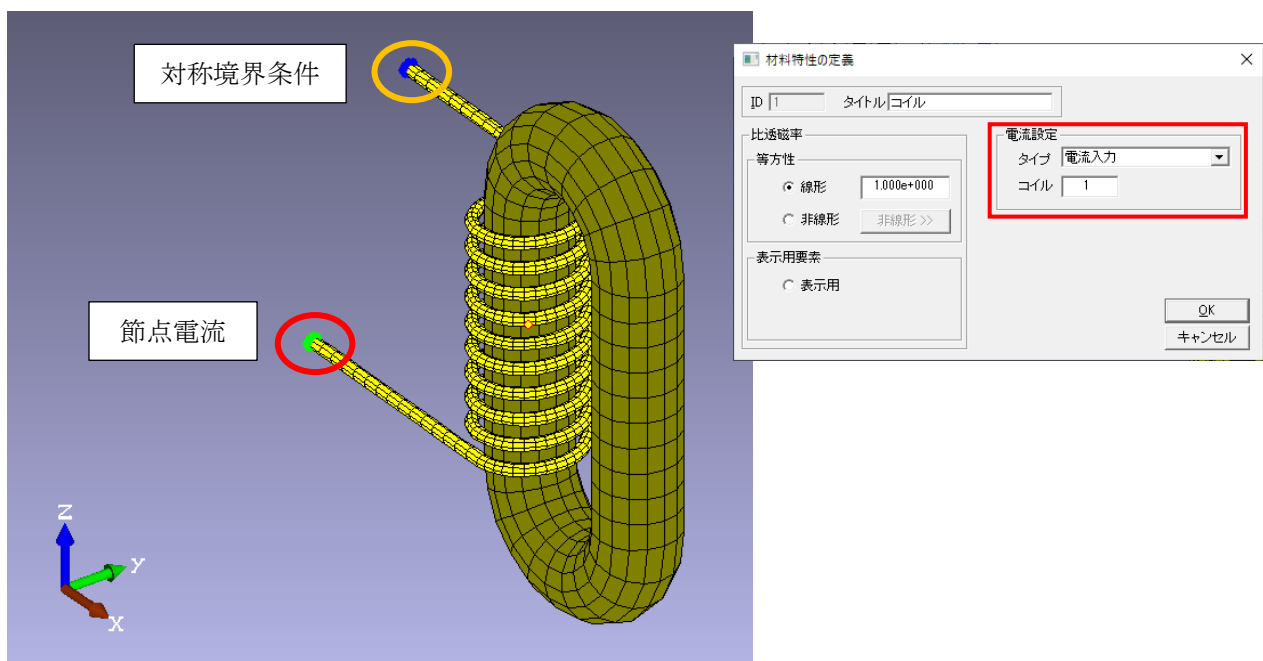 対称境界条件
節点電流
Z
Y
X
材料特性の定義
ID 1 タイトル コイル
比透磁率
等方性
線形 1.000e+000
非線形 非線形 >>
表示用要素
表示用
電流設定
タイプ 電流入力
コイル 1
OK
キャンセル